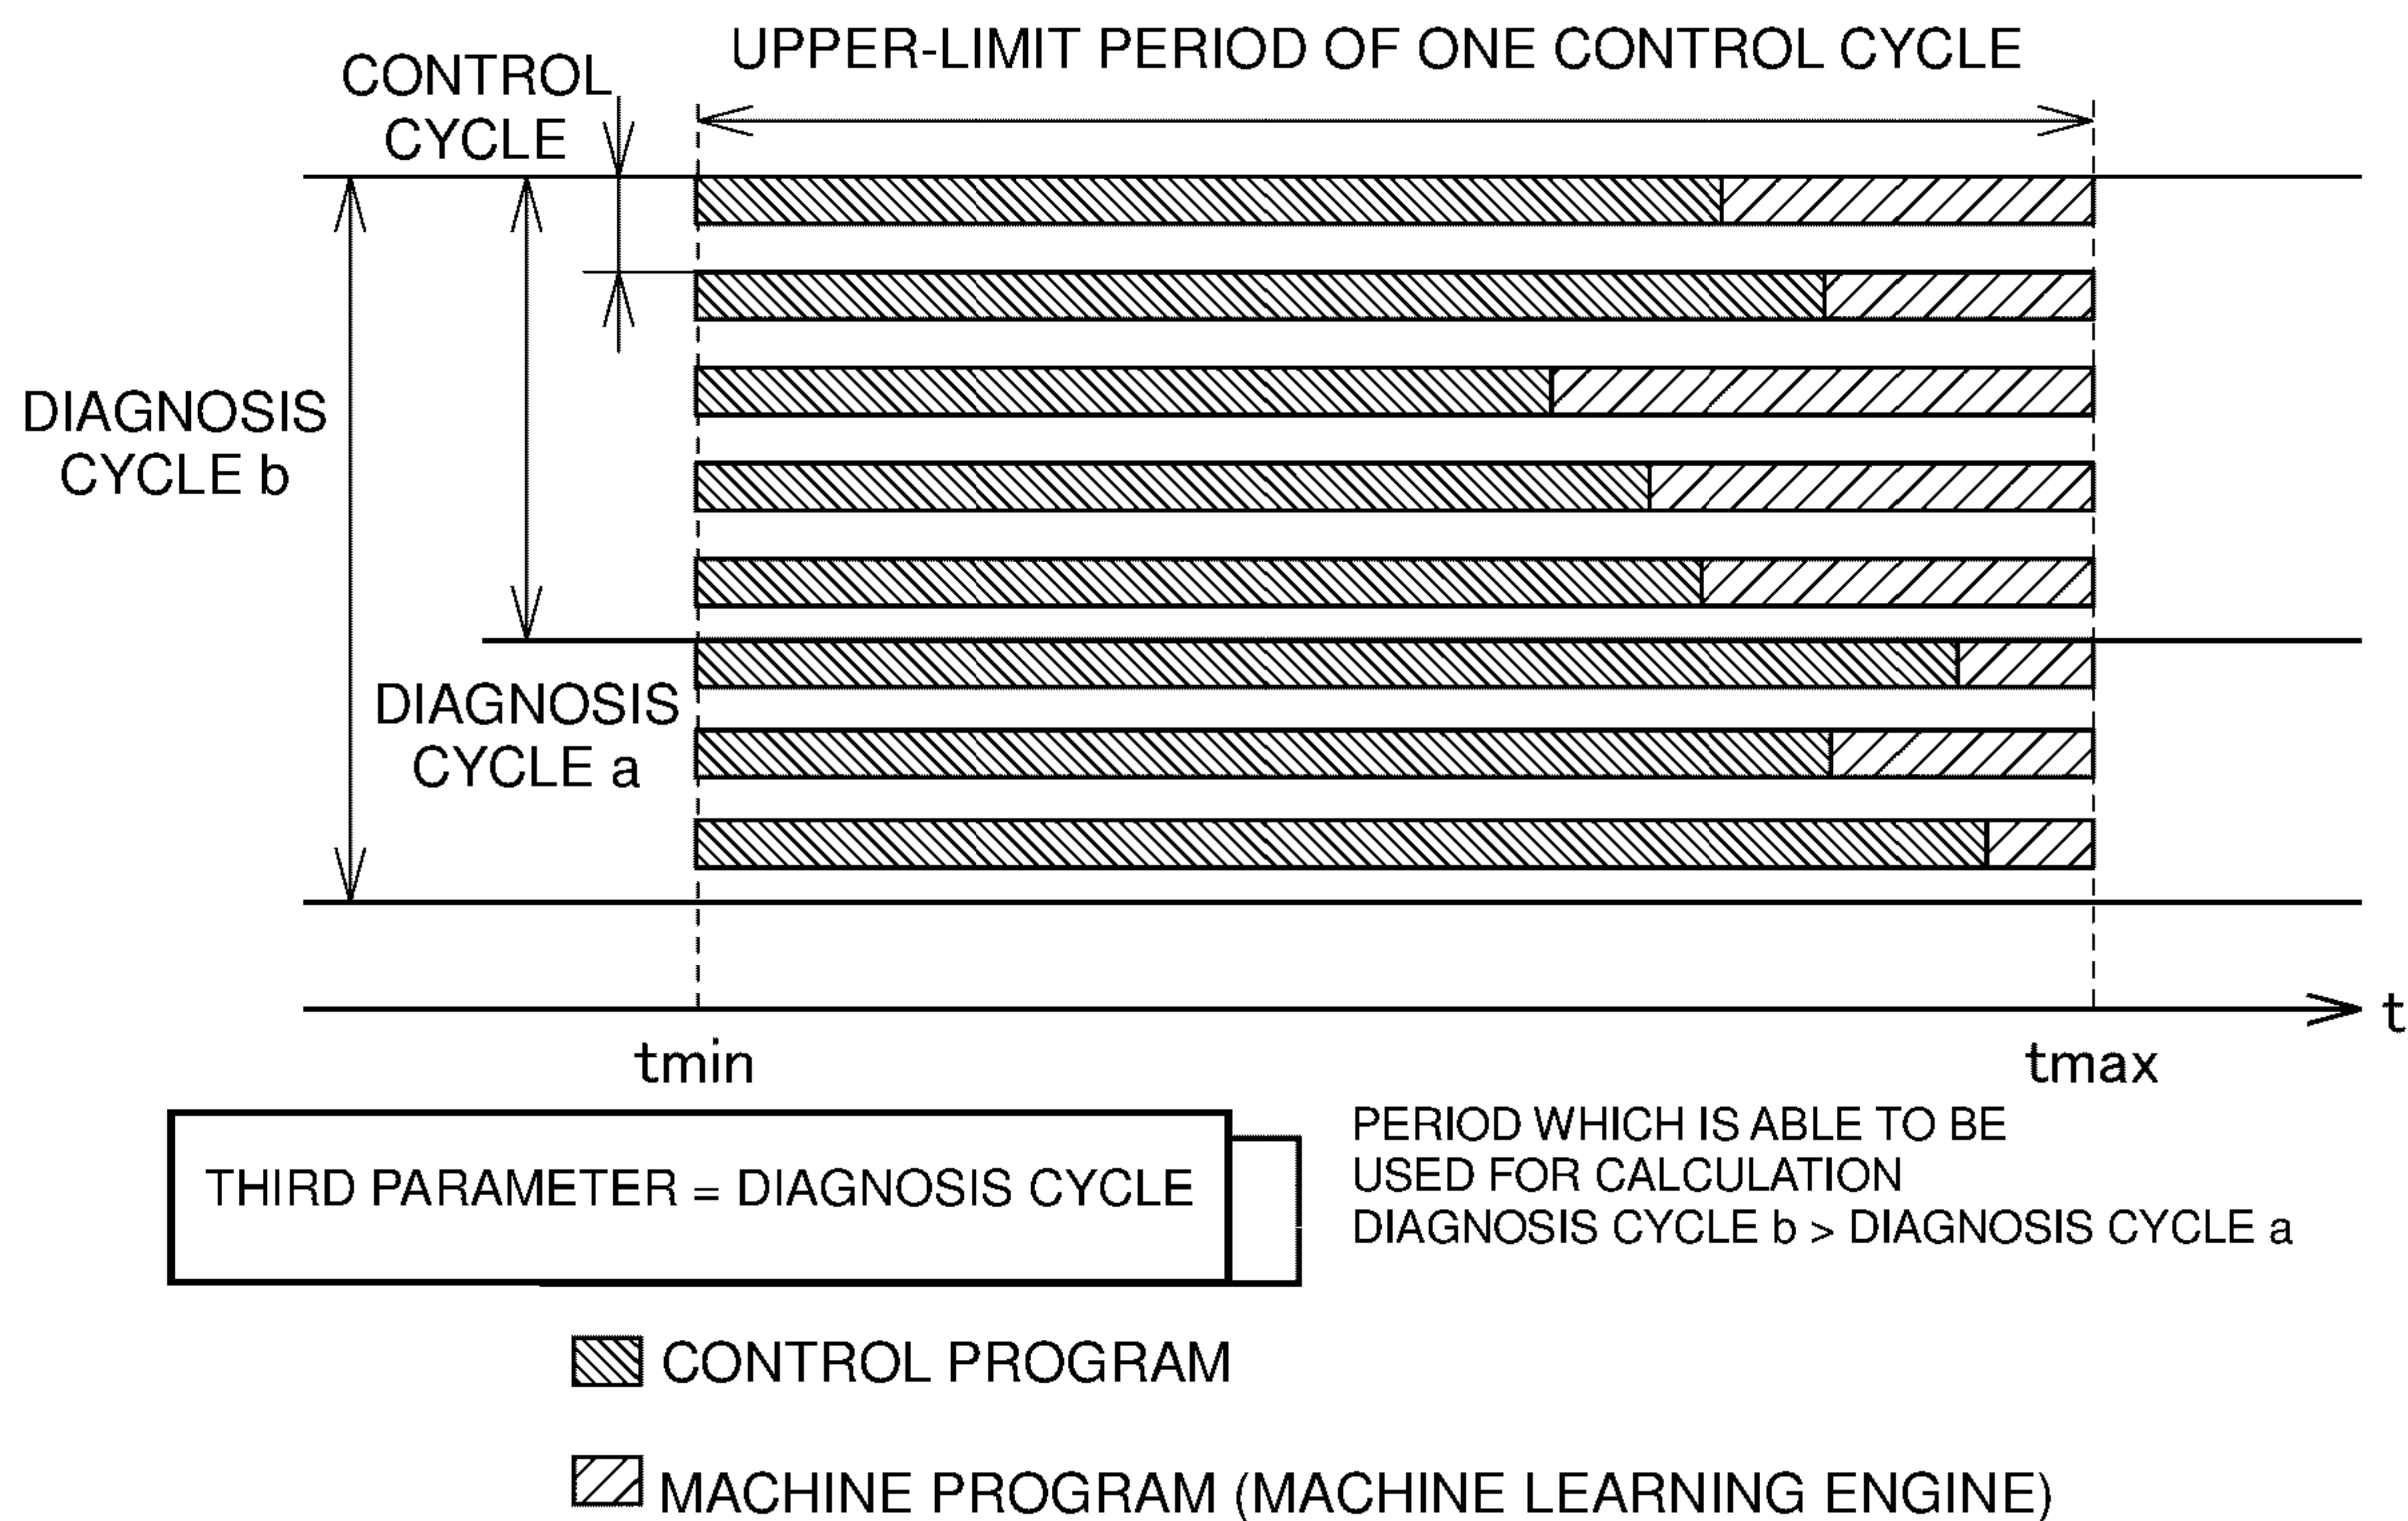 UPPER-LIMIT PERIOD OF ONE CONTROL CYCLE
CONTROL
CYCLE
DIAGNOSIS
CYCLE b
DIAGNOSIS
CYCLE a
t
tmin
tmax
THIRD PARAMETER = DIAGNOSIS CYCLE
PERIOD WHICH IS ABLE TO BE
USED FOR CALCULATION
DIAGNOSIS CYCLE b > DIAGNOSIS CYCLE a
CONTROL PROGRAM
MACHINE PROGRAM (MACHINE LEARNING ENGINE)